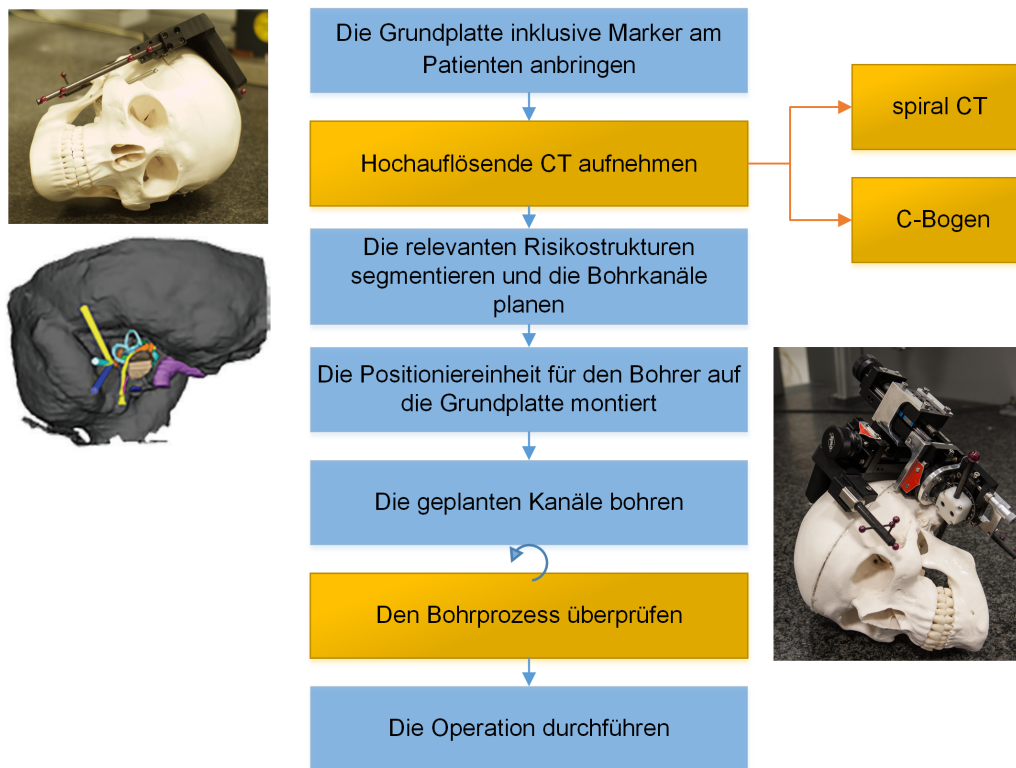 Die Grundplatte inklusive Marker am
Patienten anbringen
Hochauflösende CT aufnehmen
spiral CT
C-Bogen
Die relevanten Risikostrukturen
segmentieren und die Bohrkanäle
planen
Die Positioniereinheit für den Bohrer auf
die Grundplatte montiert
Die geplanten Kanäle bohren
Den Bohrprozess überprüfen
Die Operation durchführen